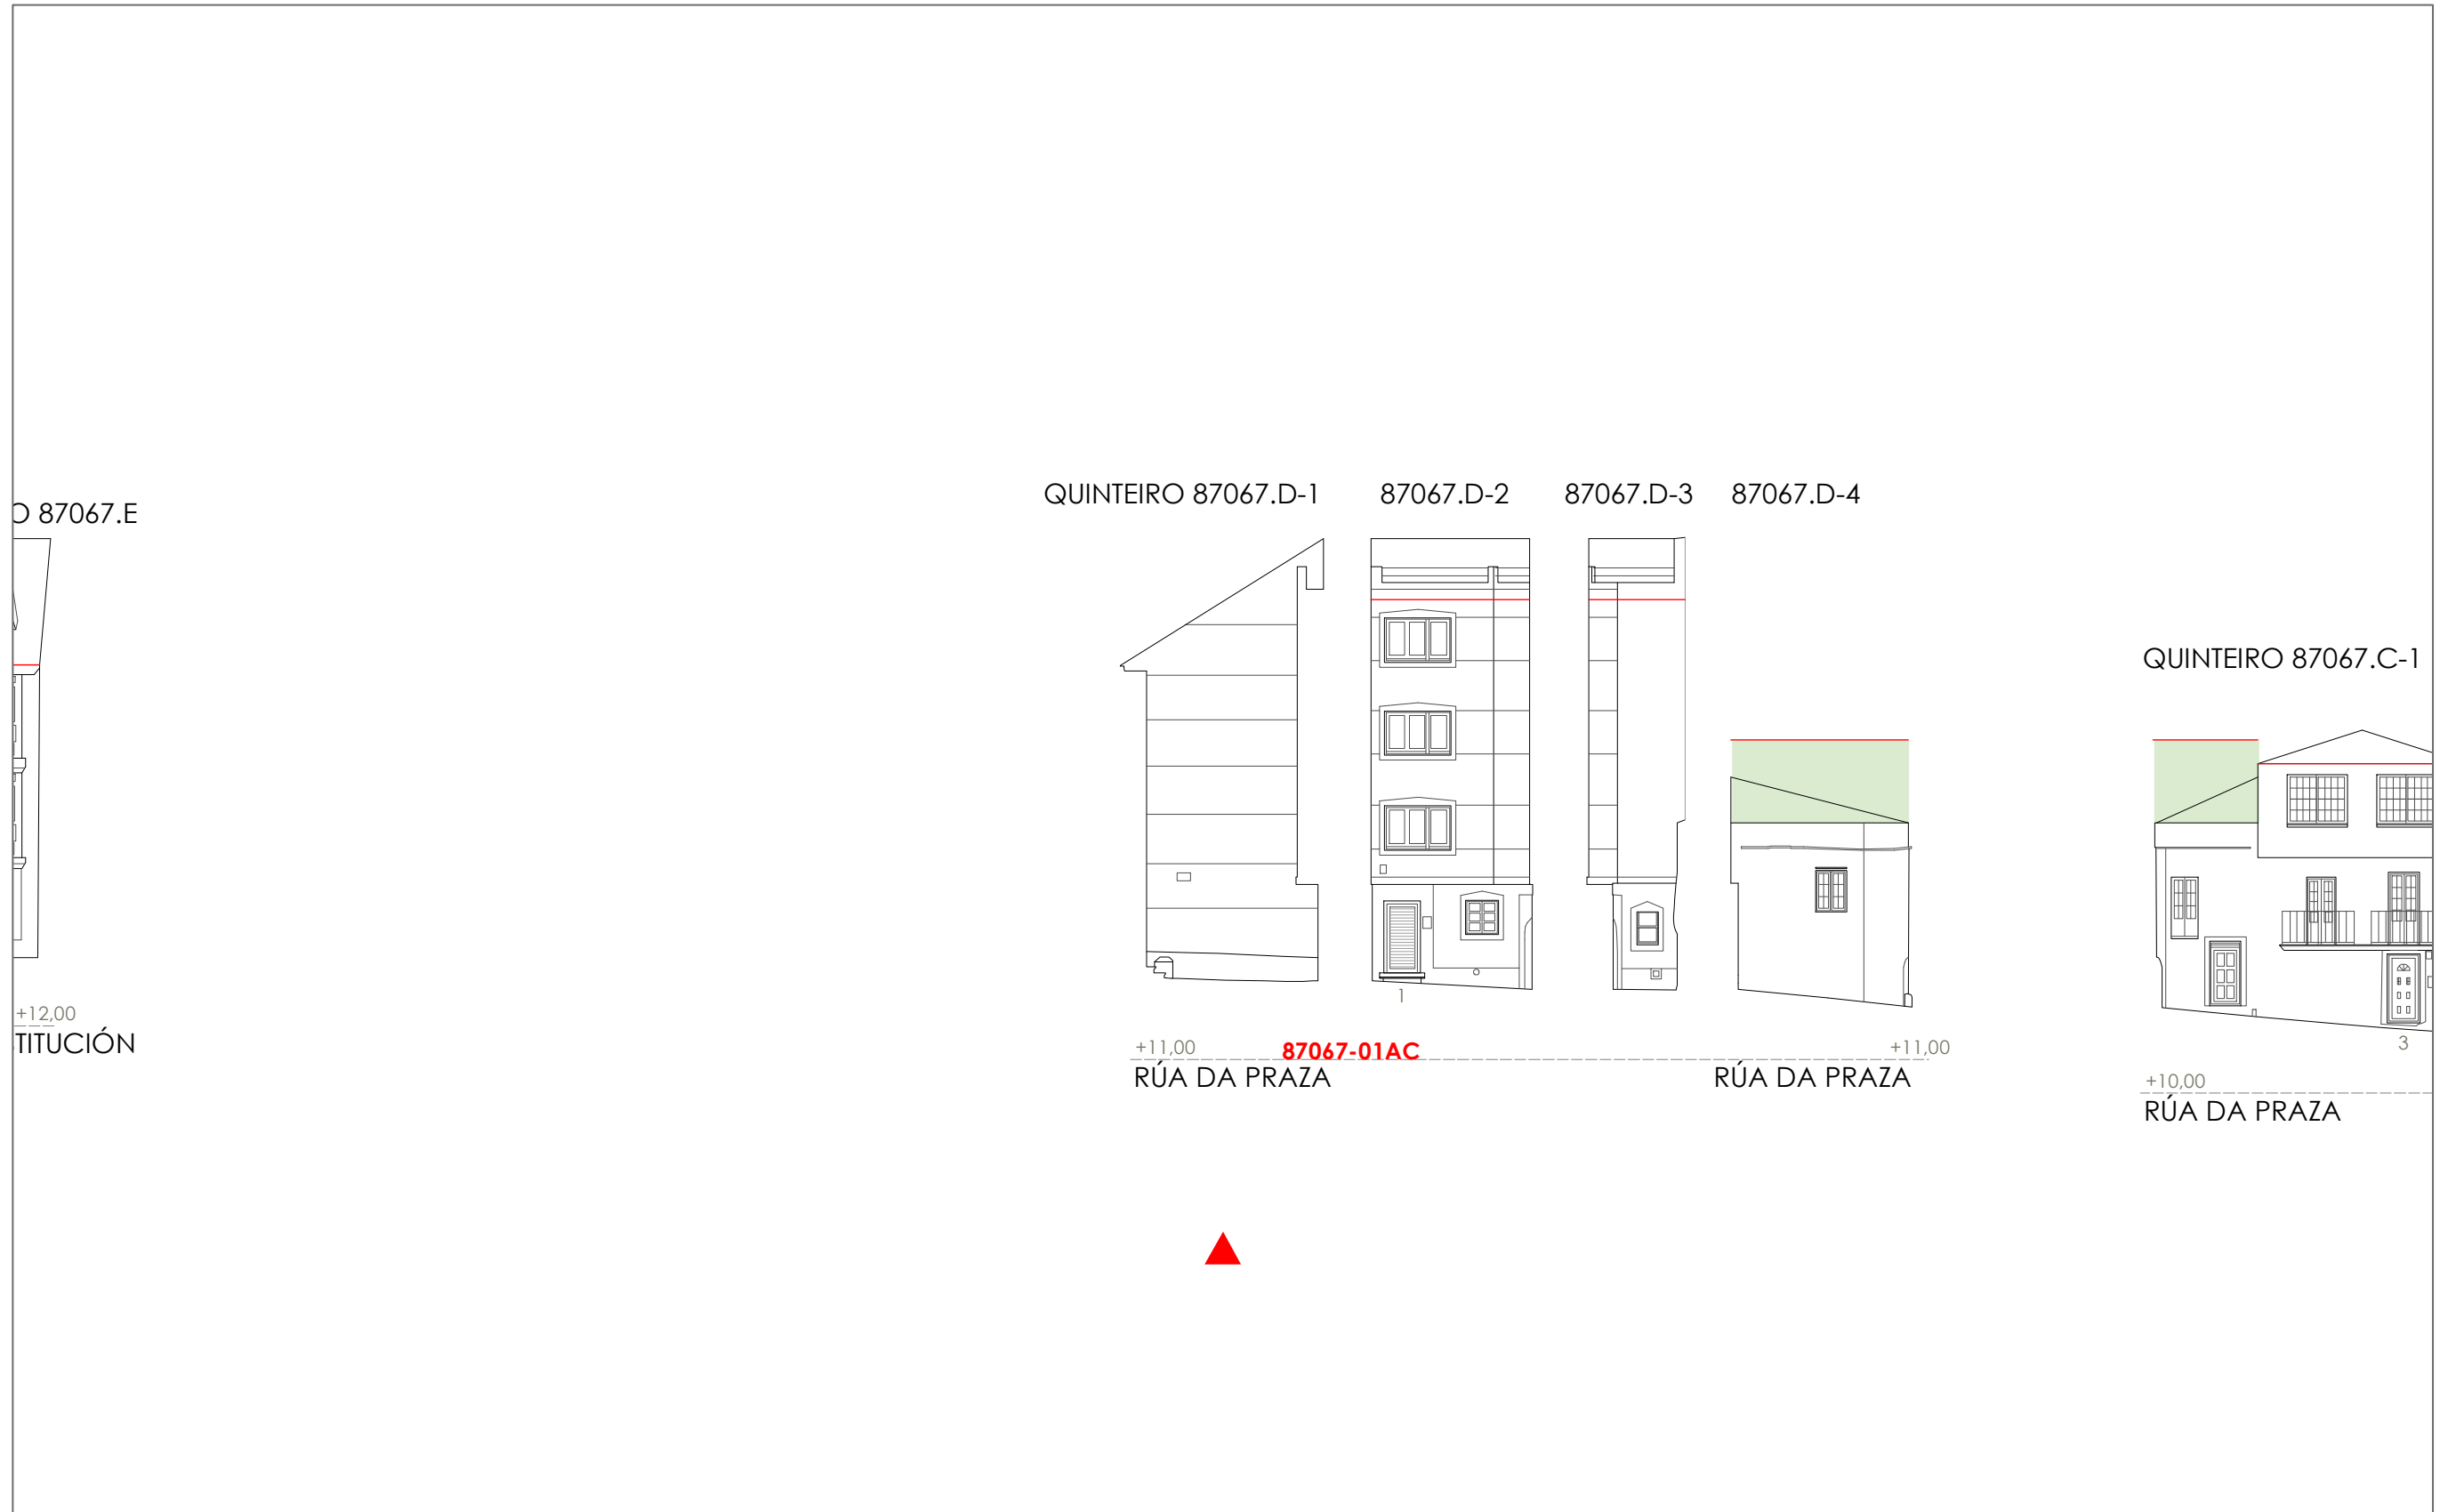 O 87067.E
+12,00
TITUCIÓN
QUINTEIRO 87067.D-1
87067.D-2
87067.D-3
87067.D-4
1
+11,00
87067-01AC
+11,00
RÚA DA PRAZA
RÚA DA PRAZA
QUINTEIRO 87067.C-1
3
+10,00
RÚA DA PRAZA